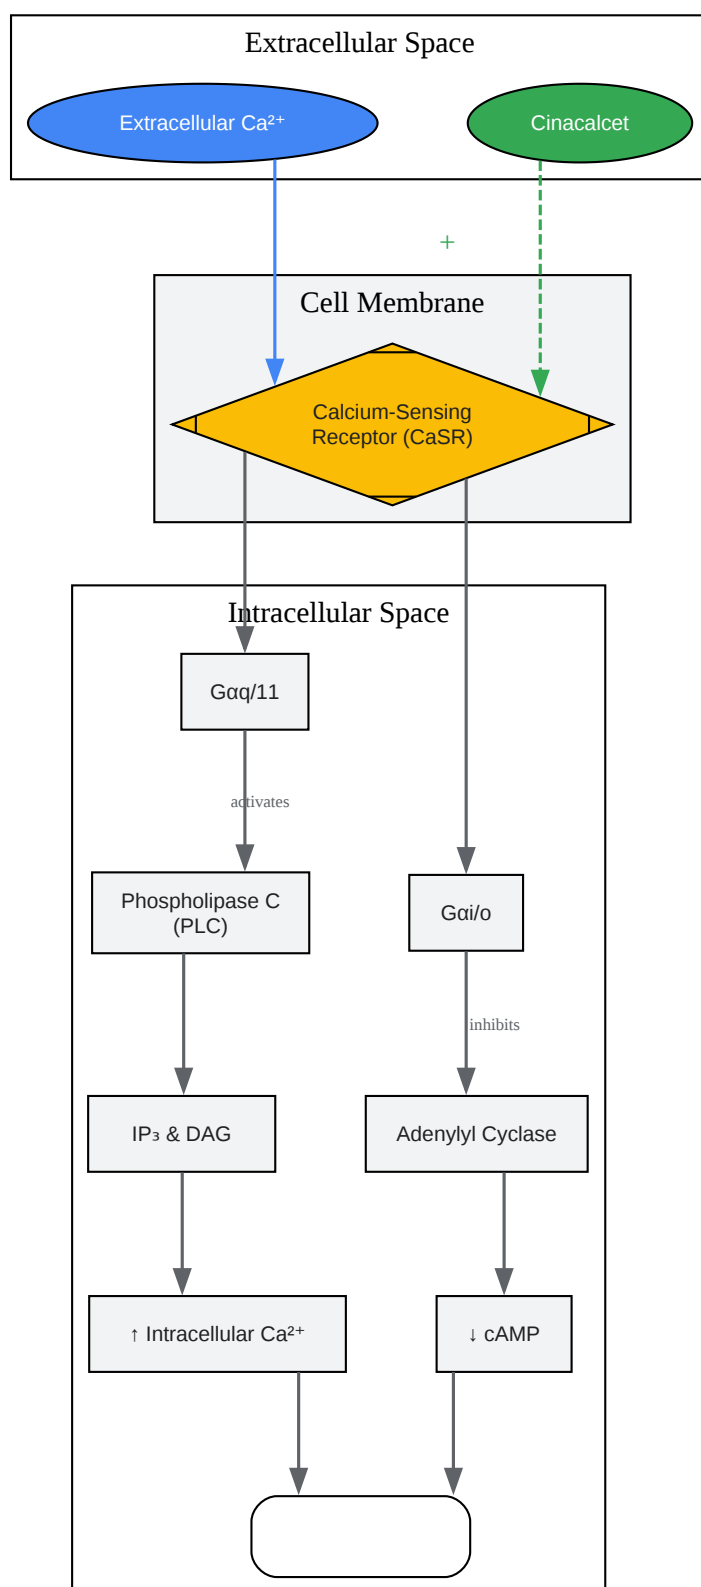 Extracellular Space
Extracellular Ca²⁺
Cinacalcet
+
Cell Membrane
Calcium-Sensing
Receptor (CaSR)
Intracellular Space
Gαq/11
activates
Phospholipase C
(PLC)
Gαi/o
inhibits
IP₃ & DAG
Adenylyl Cyclase
↑ Intracellular Ca²⁺
↓ cAMP